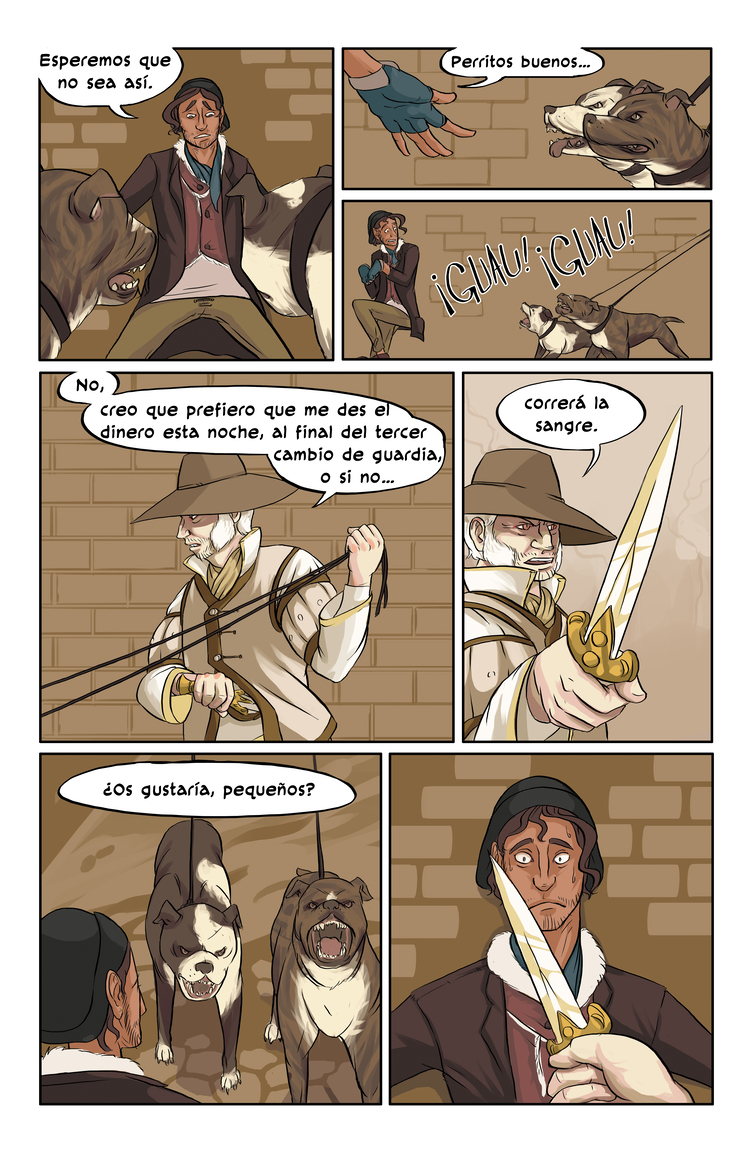 Esperemos que
no sea así.
Perritos buenos...
¡GUAU! ¡GUAU!
No,
creo que prefiero que me des el
dinero esta noche, al final del tercer
cambio de guardia,
o si no...
correrá la
sangre.
¿Os gustaría, pequeños?